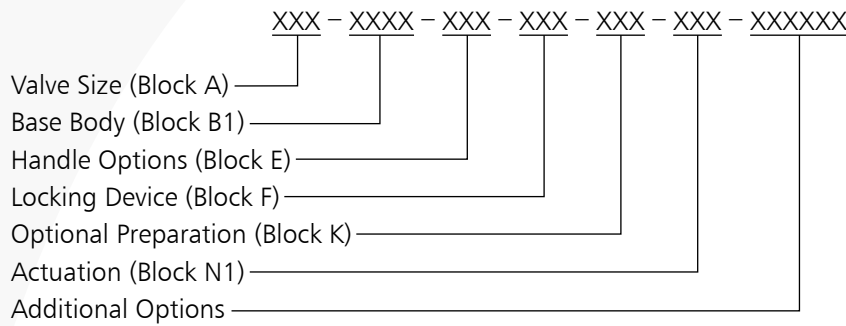 XXX – XXXX – XXX – XXX – XXX – XXX – XXXXXX
Valve Size (Block A)
Base Body (Block B1)
Handle Options (Block E)
Locking Device (Block F)
Optional Preparation (Block K)
Actuation (Block N1)
Additional Options